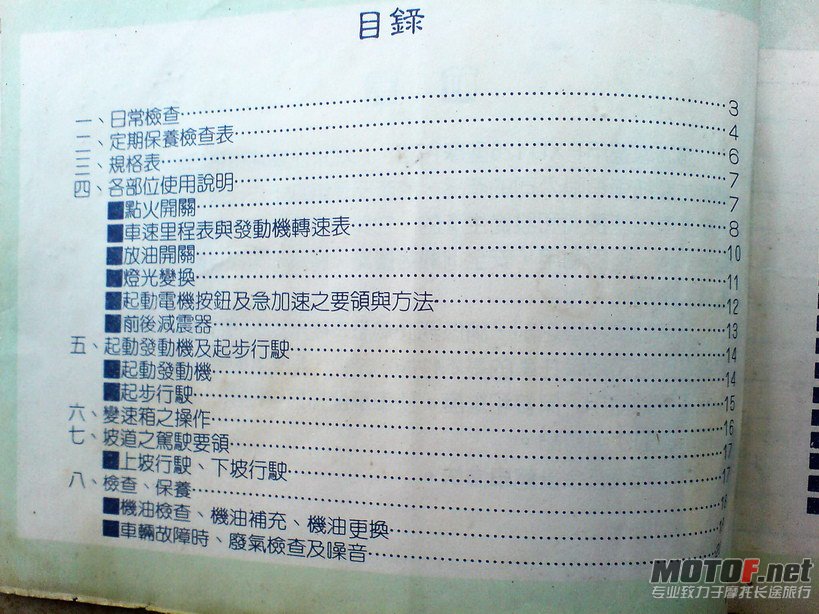 目錄
一、日常檢查……3
二、定期保養檢查表……4
三、規格表……6
四、各部位使用說明……7
■點火開關……7
■車速里程表與發動機轉速表……8
■放油開關……10
■燈光變換……11
■起動電機按鈕及急加速之要領與方法……12
■前後減震器……13
五、起動發動機及起步行駛……14
■起動發動機……14
■起步行駛……15
六、變速箱之操作……16
七、坡道之駕駛要領……17
■上坡行駛、下坡行駛……17
八、檢查、保養……18
■機油檢查、機油補充、機油更換……
■車輛故障時、廢氣檢查及噪音……
MOTOF.net
专业致力于摩托长途旅行